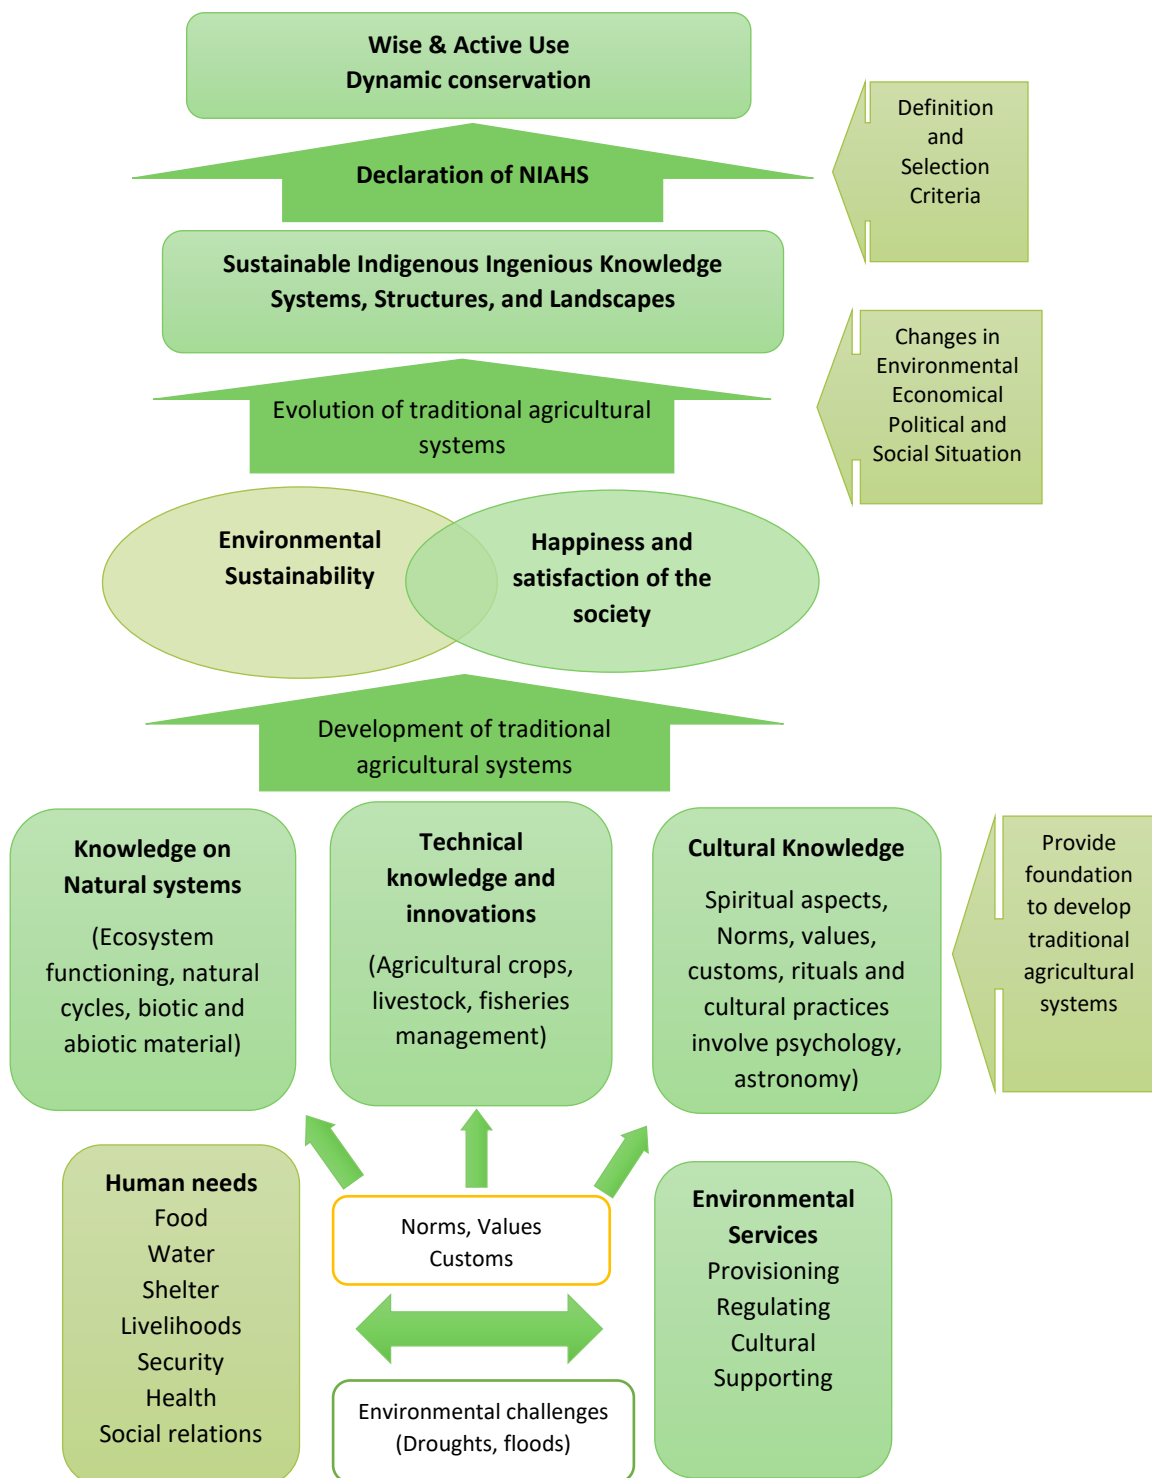 Wise & Active Use
Dynamic conservation
Definition
and
Selection
Criteria
Declaration of NIAHS
Sustainable Indigenous Ingenious Knowledge
Systems, Structures, and Landscapes
Changes in
Environmental
Economical
Political and
Social Situation
Evolution of traditional agricultural
systems
Environmental
Sustainability
Happiness and
satisfaction of the
society
Development of traditional
agricultural systems
Knowledge on
Natural systems
(Ecosystem
functioning, natural
cycles, biotic and
abiotic material)
Technical
knowledge and
innovations
(Agricultural crops,
livestock, fisheries
management)
Cultural Knowledge
Spiritual aspects,
Norms, values,
customs, rituals and
cultural practices
involve psychology,
astronomy)
Provide
foundation
to develop
traditional
agricultural
systems
Human needs
Food
Water
Shelter
Livelihoods
Security
Health
Social relations
Norms, Values
Customs
Environmental challenges
(Droughts, floods)
Environmental
Services
Provisioning
Regulating
Cultural
Supporting